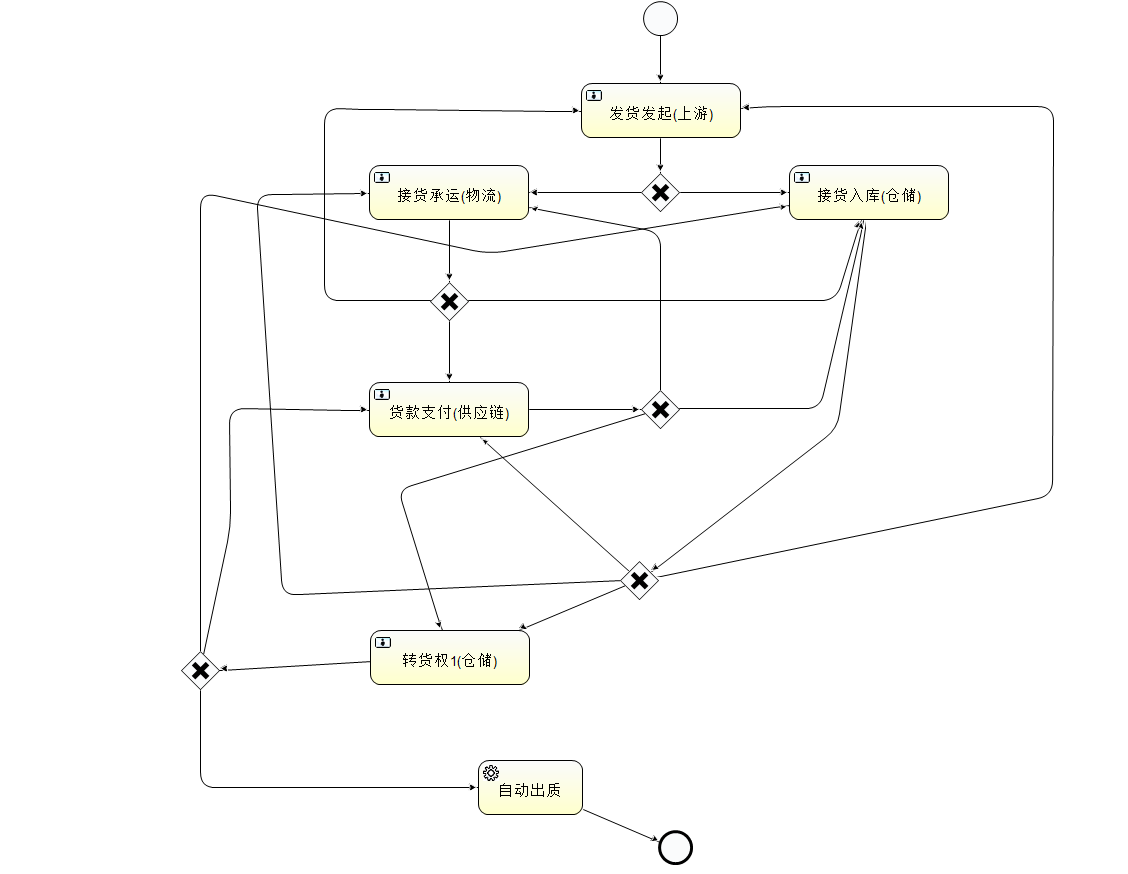 发货发起(上游)
接货承运(物流)
接货入库(仓储)
货款支付(供应链)
转货权1(仓储)
自动出质